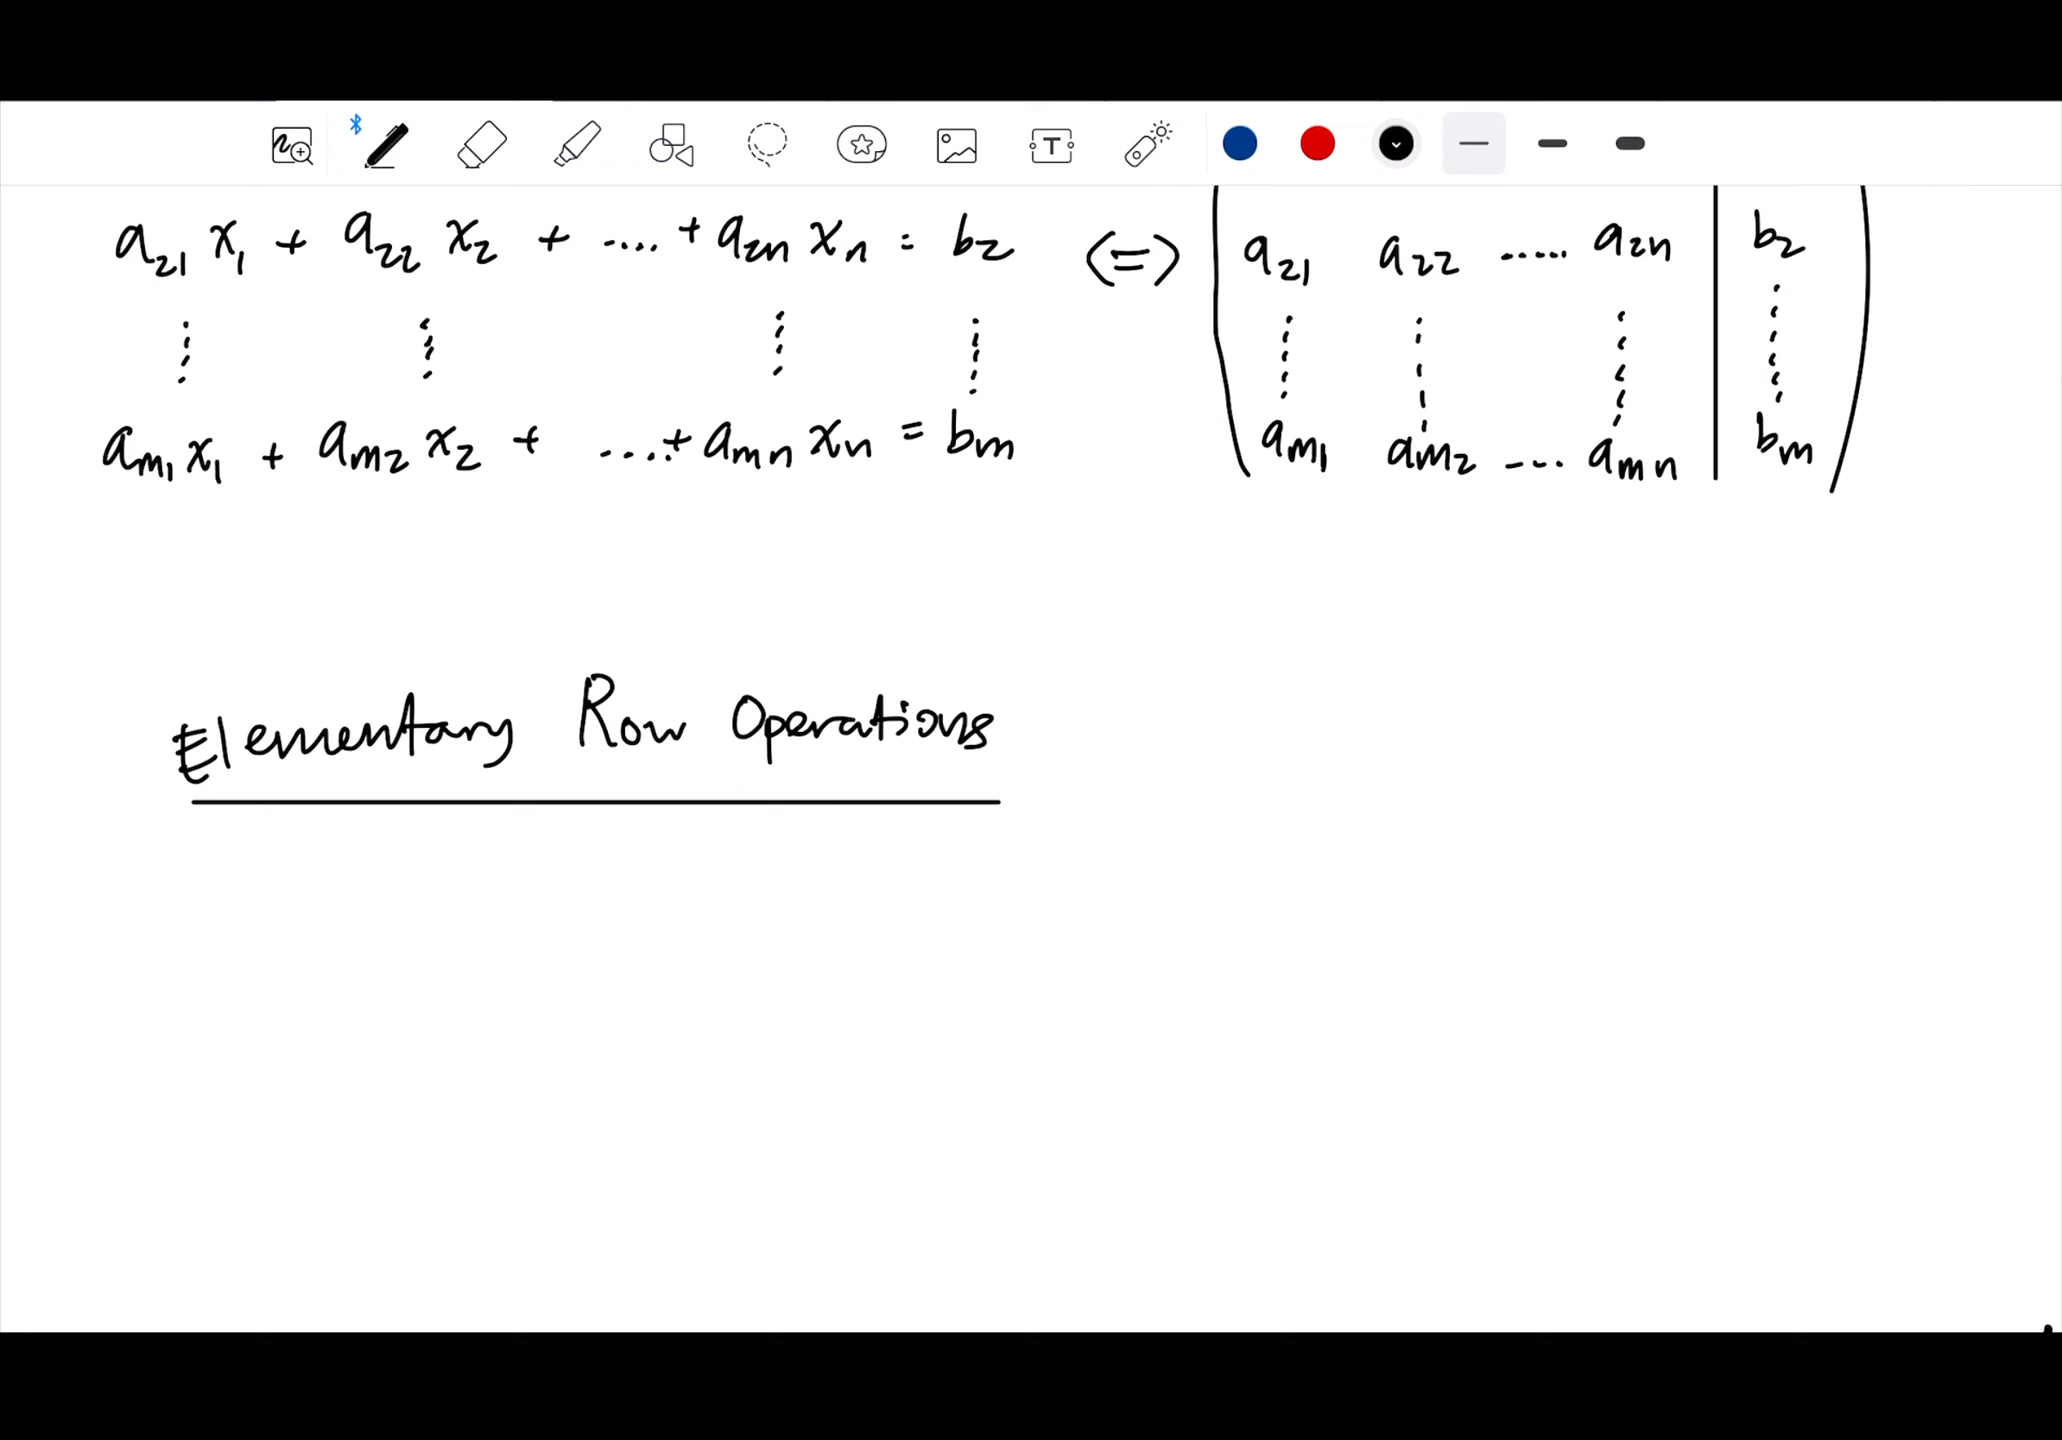 a₂₁ x₁ + a₂₂ x₂ + .... + a₂ₙ xₙ = b₂ <=> ( a₂₁ a₂₂ ..... a₂ₙ | b₂ )
⋮ ⋮ ⋮ ⋮ ⋮ ⋮ ⋮ ⋮
aₘ₁ x₁ + aₘ₂ x₂ + ....+ aₘₙ xₙ = bₘ ( aₘ₁ aₘ₂ .... aₘₙ | bₘ )
Elementary Row Operations